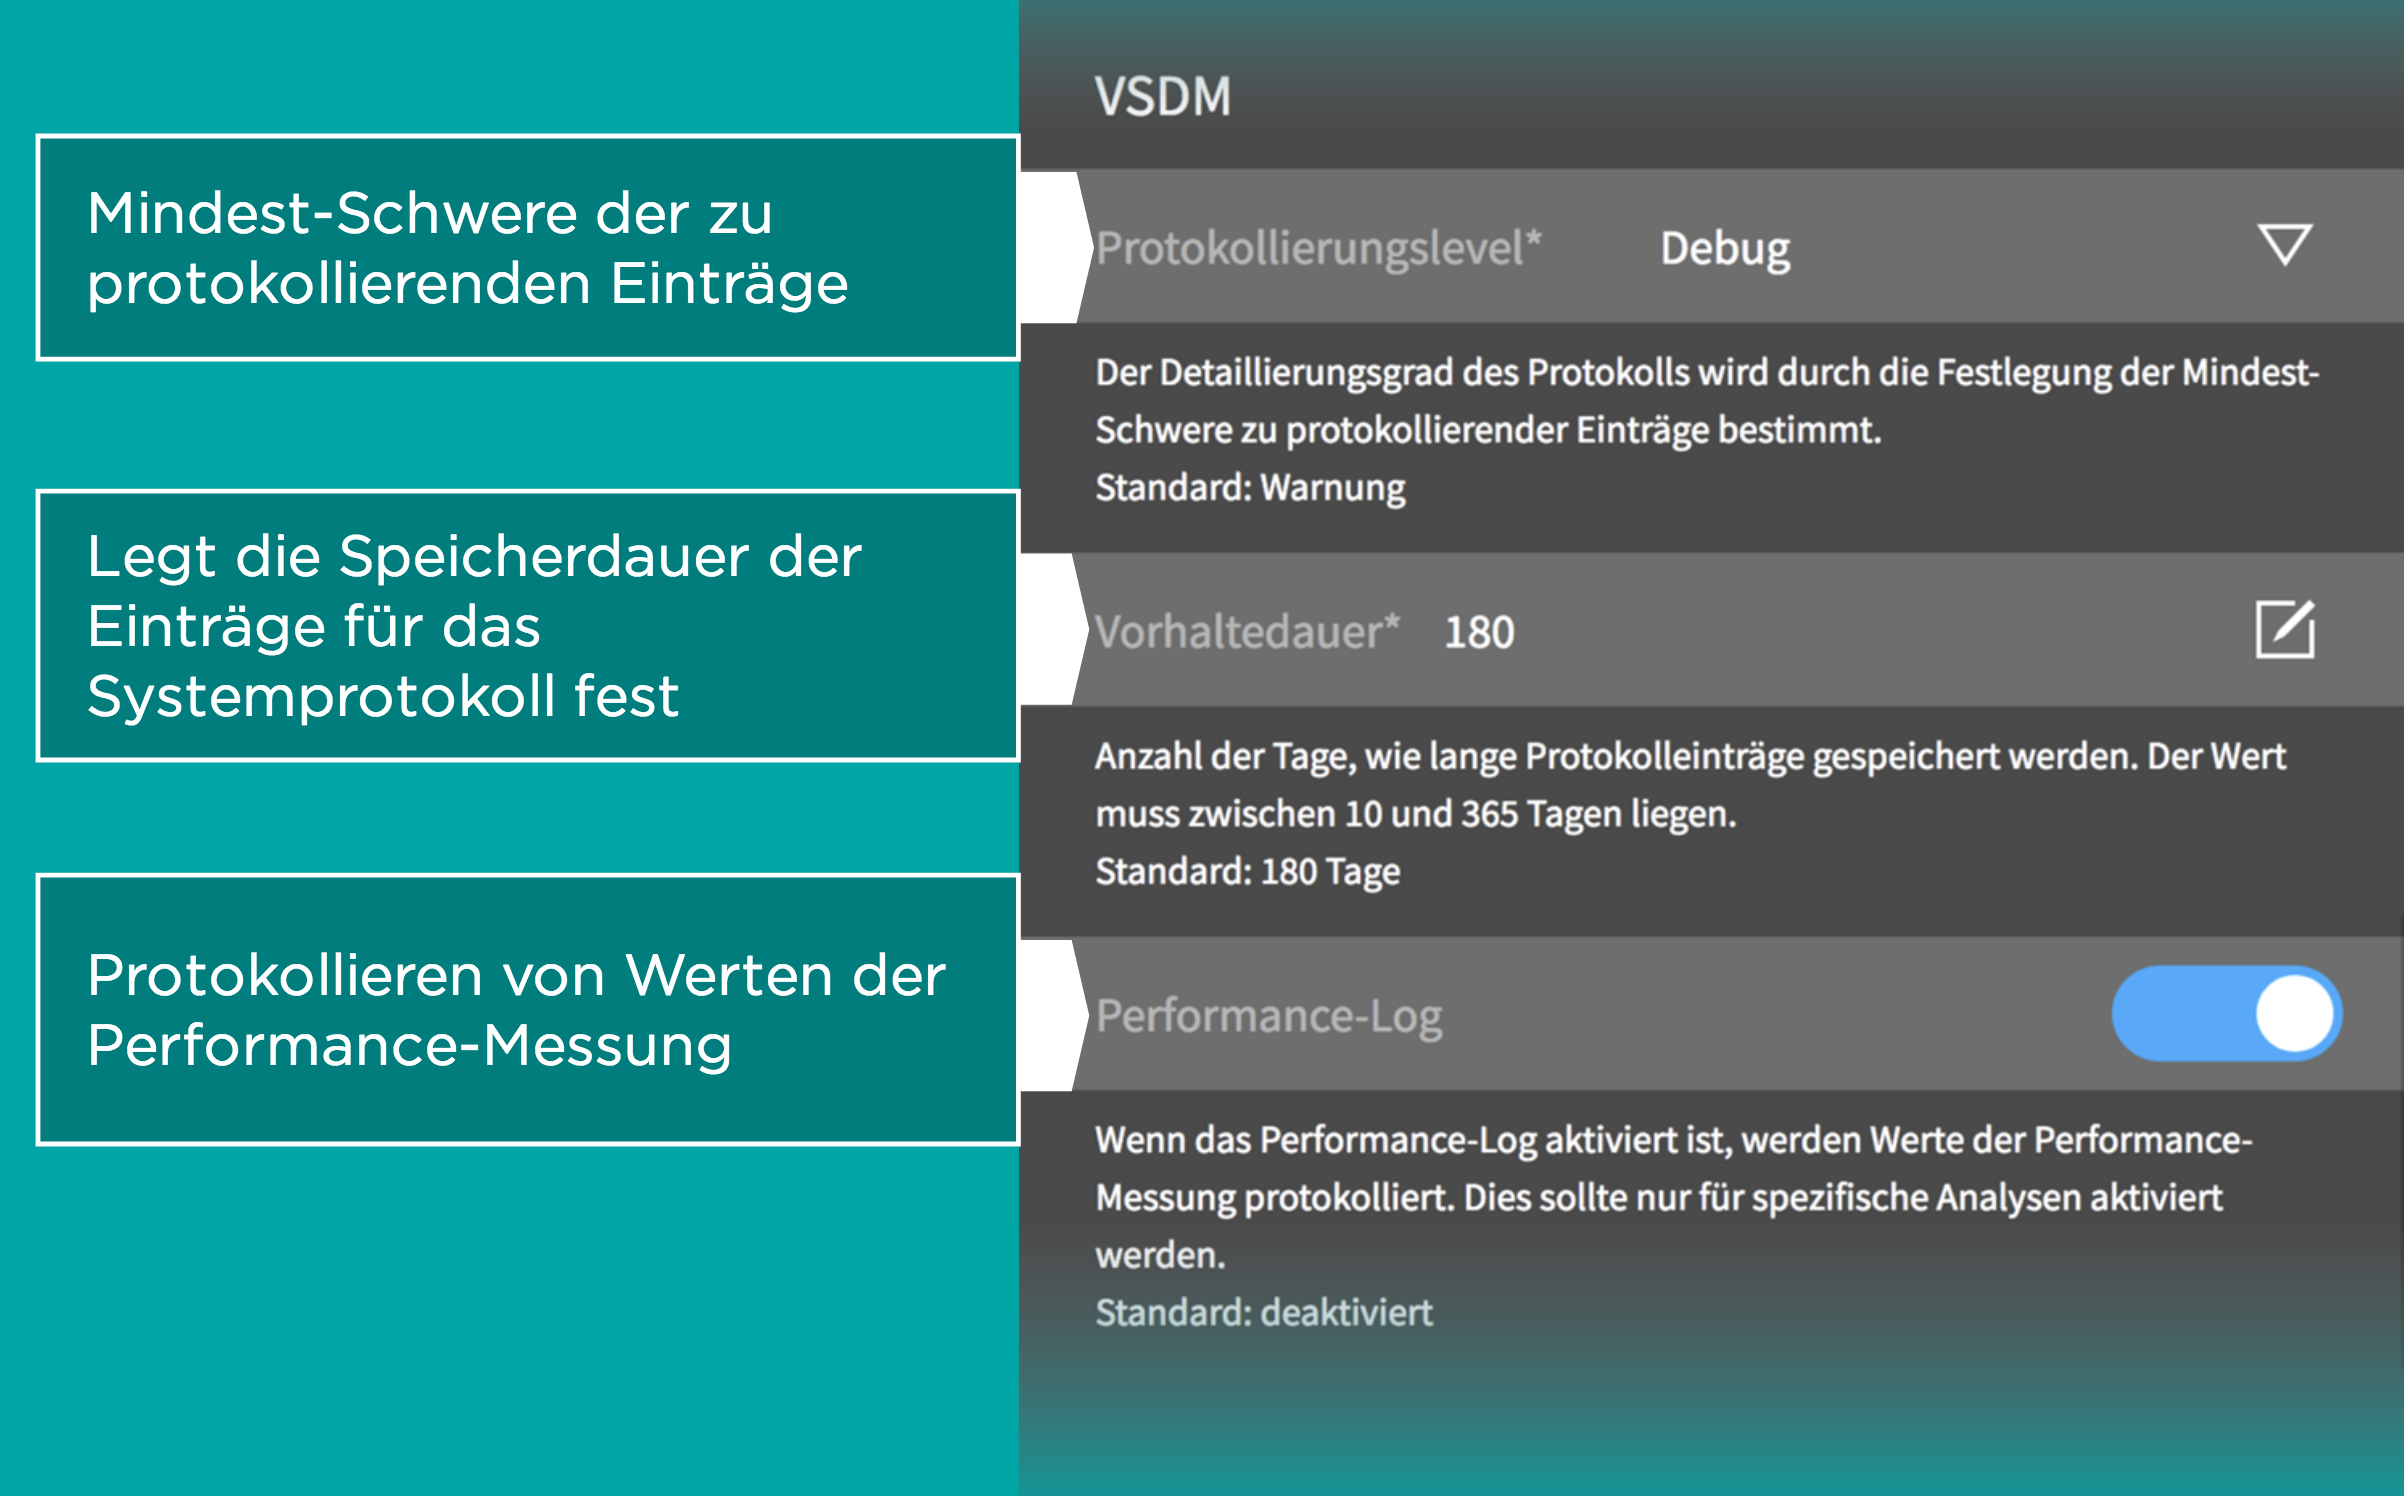 VSDM
Mindest-Schwere der zu
protokollierenden Einträge
Protokollierungslevel* Debug
Der Detaillierungsgrad des Protokolls wird durch die Festlegung der Mindest-
Schwere zu protokollierender Einträge bestimmt.
Standard: Warnung
Legt die Speicherdauer der
Einträge für das
Systemprotokoll fest
Vorhaltedauer* 180
Anzahl der Tage, wie lange Protokolleinträge gespeichert werden. Der Wert
muss zwischen 10 und 365 Tagen liegen.
Standard: 180 Tage
Protokollieren von Werten der
Performance-Messung
Performance-Log
Wenn das Performance-Log aktiviert ist, werden Werte der Performance-
Messung protokolliert. Dies sollte nur für spezifische Analysen aktiviert
werden.
Standard: deaktiviert